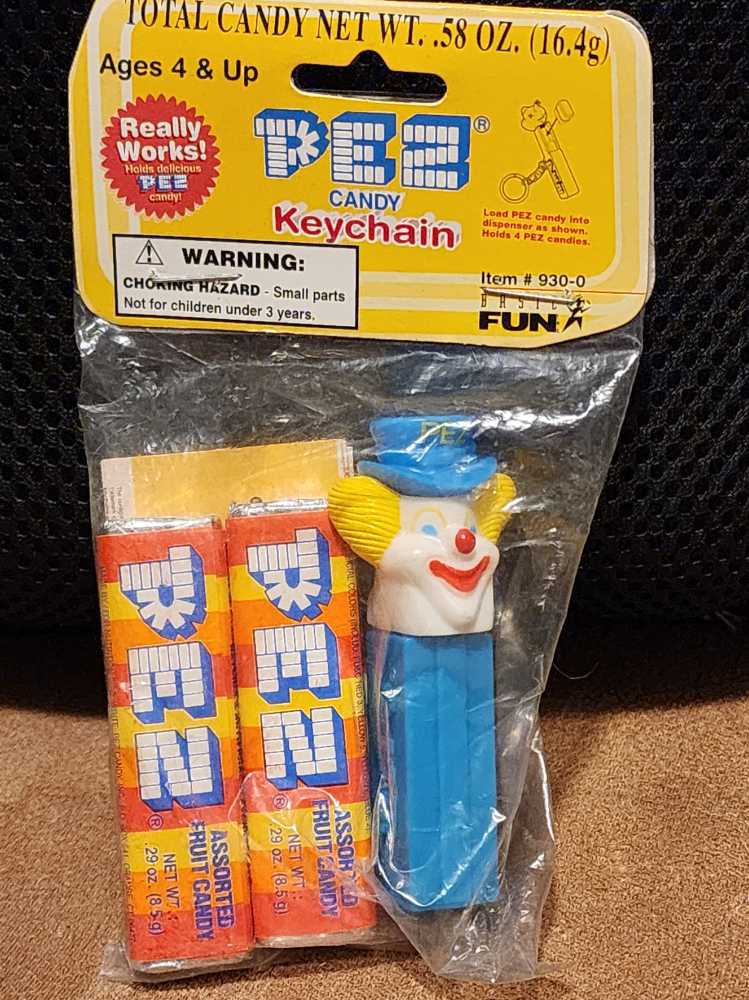 TOTAL CANDY NET WT. .58 OZ. (16.4g)
Ages 4 & Up
Really
Works!
Holds delicious
PEZ
candy!
PEZ®
CANDY
Keychain
Load PEZ candy into
dispenser as shown.
Holds 4 PEZ candies.
WARNING:
CHOKING HAZARD - Small parts
Not for children under 3 years.
Item # 930-0
BASIC
FUN
PEZ
PEZ®
ASSORTED
FRUIT CANDY
NET WT.
.29 oz. (8.5g)
PEZ®
ASSORTED
FRUIT CANDY
NET WT.
.29 oz. (8.5g)